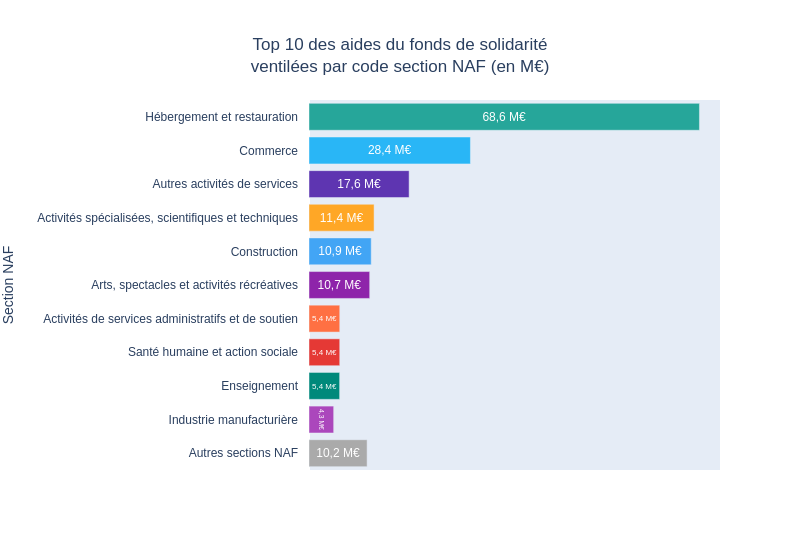 Top 10 des aides du fonds de solidarité
ventilées par code section NAF (en M€)
Section NAF
Hébergement et restauration 68,6 M€
Commerce 28,4 M€
Autres activités de services 17,6 M€
Activités spécialisées, scientifiques et techniques 11,4 M€
Construction 10,9 M€
Arts, spectacles et activités récréatives 10,7 M€
Activités de services administratifs et de soutien 5,4 M€
Santé humaine et action sociale 5,4 M€
Enseignement 5,4 M€
Industrie manufacturière 4,3 M€
Autres sections NAF 10,2 M€